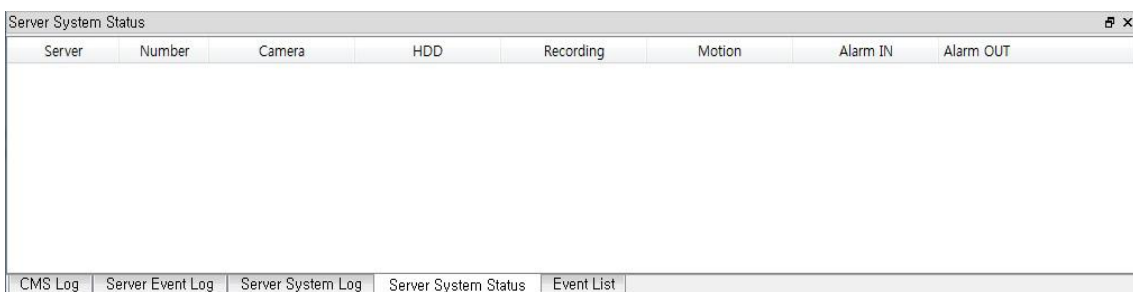 Server System Status
Server Number Camera HDD Recording Motion Alarm IN Alarm OUT
CMS Log Server Event Log Server System Log Server System Status Event List